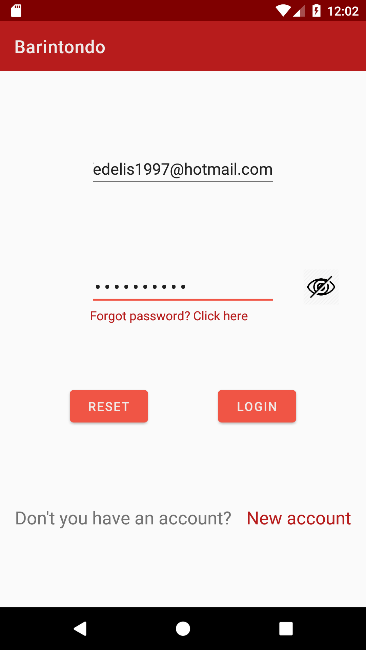 12:02
Barintondo
edelis1997@hotmail.com
••••••••••
Forgot password? Click here
RESET LOGIN
Don't you have an account? New account